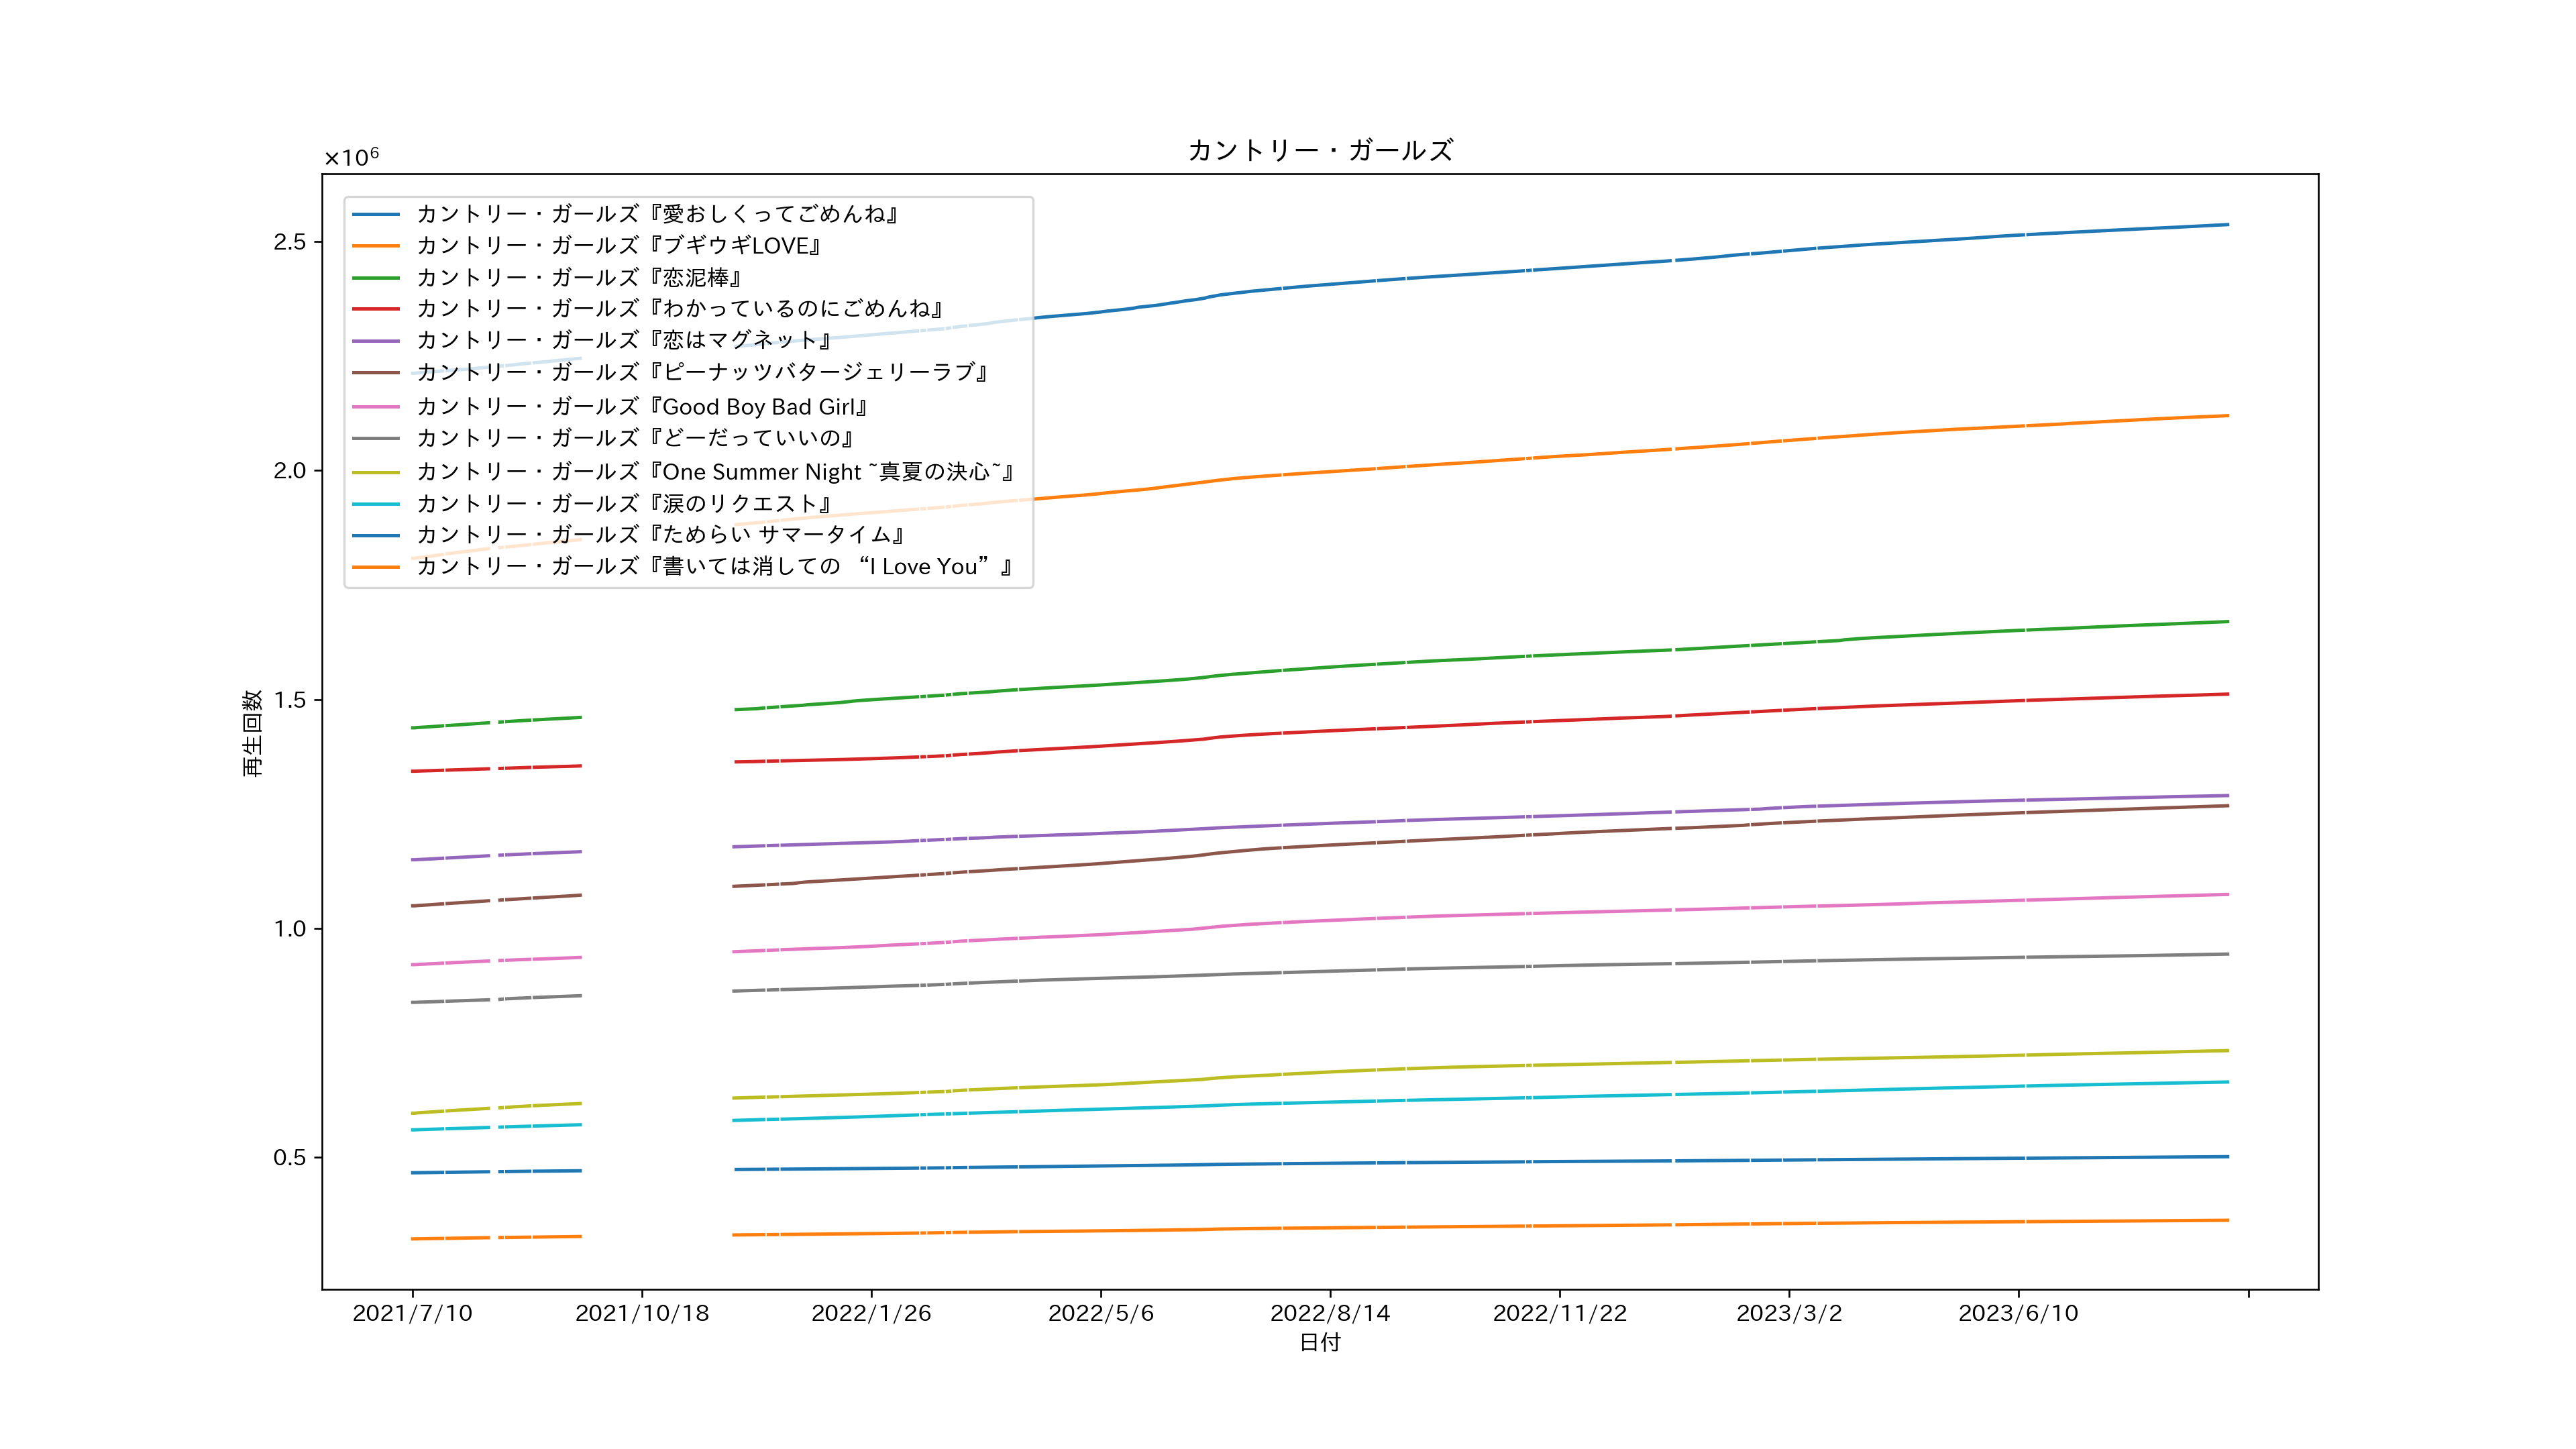 カントリー・ガールズ
×10⁶
カントリー・ガールズ『愛おしくってごめんね』
カントリー・ガールズ『ブギウギLOVE』
カントリー・ガールズ『恋泥棒』
カントリー・ガールズ『わかっているのにごめんね』
カントリー・ガールズ『恋はマグネット』
カントリー・ガールズ『ピーナッツバタージェリーラブ』
カントリー・ガールズ『Good Boy Bad Girl』
カントリー・ガールズ『どーだっていいの』
カントリー・ガールズ『One Summer Night ~真夏の決心~』
カントリー・ガールズ『涙のリクエスト』
カントリー・ガールズ『ためらい サマータイム』
カントリー・ガールズ『書いては消しての “I Love You”』
2.5
2.0
1.5
1.0
0.5
再生回数
2021/7/10 2021/10/18 2022/1/26 2022/5/6 2022/8/14 2022/11/22 2023/3/2 2023/6/10
日付